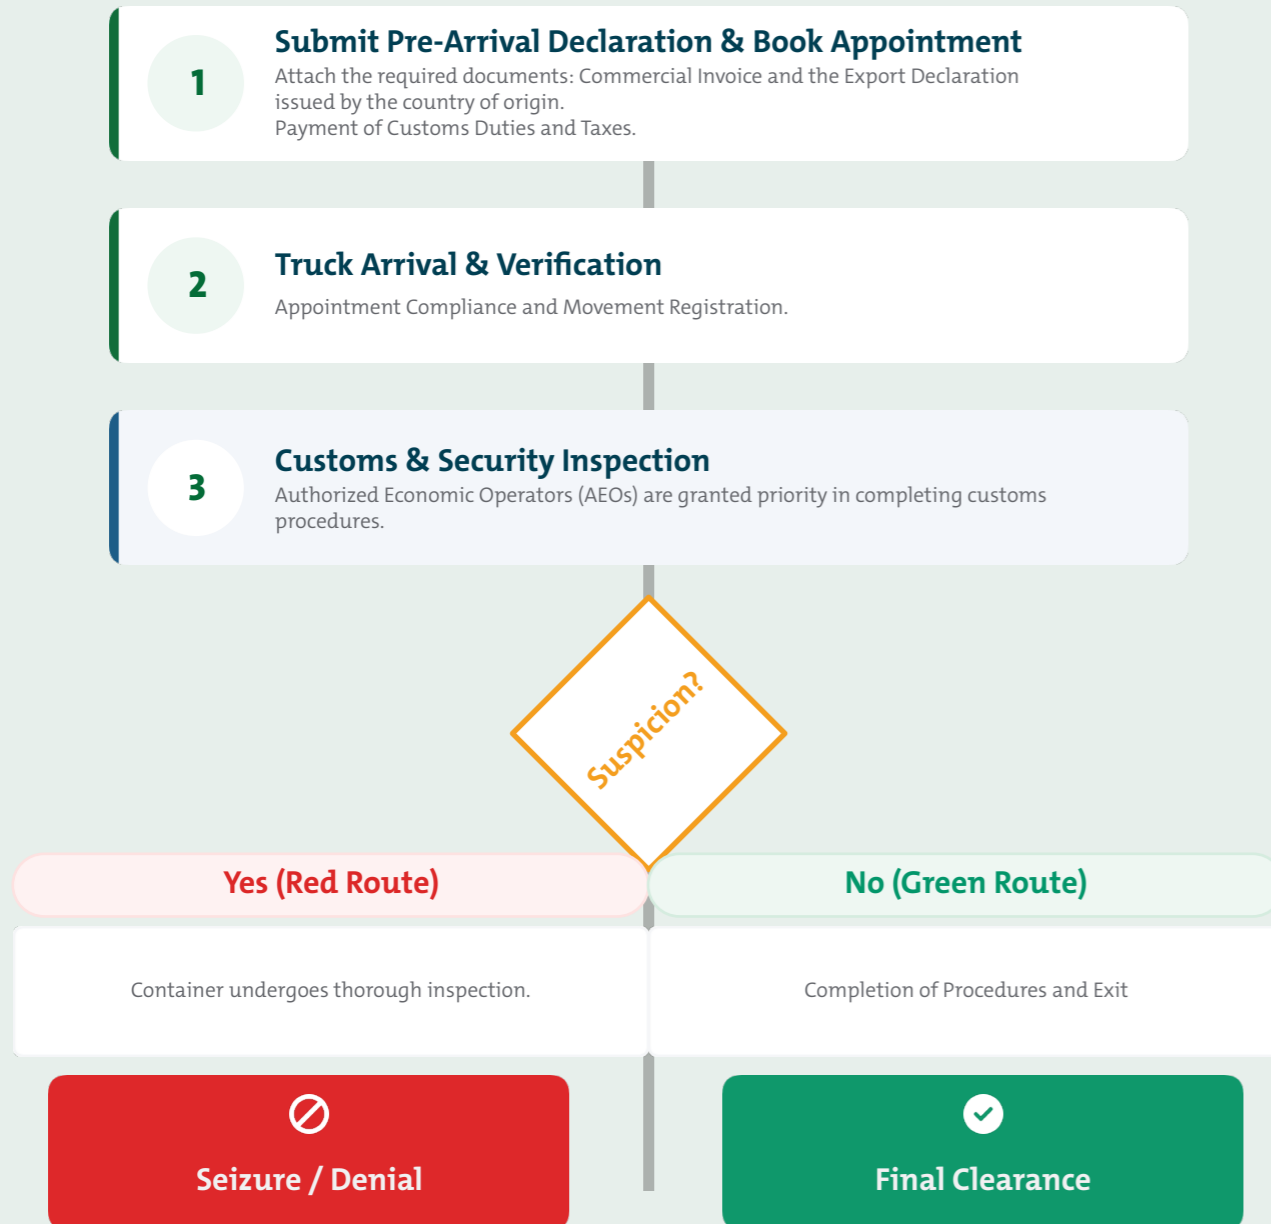 1
Submit Pre-Arrival Declaration & Book Appointment
Attach the required documents: Commercial Invoice and the Export Declaration
issued by the country of origin.
Payment of Customs Duties and Taxes.
2
Truck Arrival & Verification
Appointment Compliance and Movement Registration.
3
Customs & Security Inspection
Authorized Economic Operators (AEOs) are granted priority in completing customs
procedures.
Suspicion?
Yes (Red Route)
No (Green Route)
Container undergoes thorough inspection.
Completion of Procedures and Exit
Seizure / Denial
Final Clearance